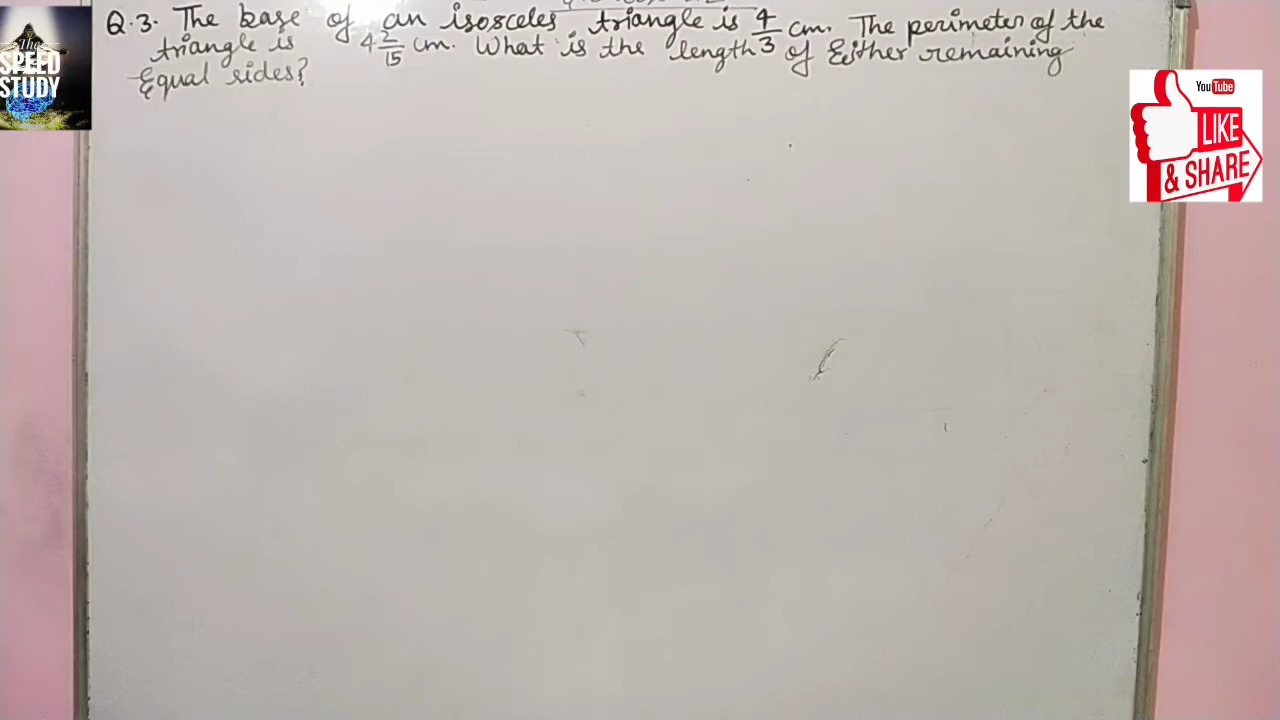 Q.3. The base of an isosceles triangle is 4/3 cm. The perimeter of the
triangle is 4 2/15 cm. What is the length of Either remaining
Equal sides?
The
SPEED
STUDY
YouTube
LIKE
& SHARE